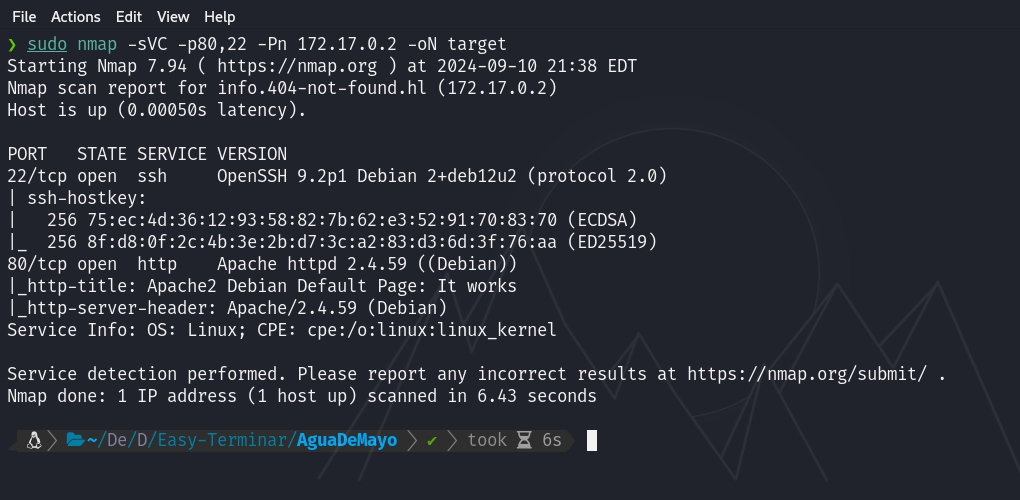 File Actions Edit View Help
❯ sudo nmap -sVC -p80,22 -Pn 172.17.0.2 -oN target
Starting Nmap 7.94 ( https://nmap.org ) at 2024-09-10 21:38 EDT
Nmap scan report for info.404-not-found.hl (172.17.0.2)
Host is up (0.00050s latency).
PORT   STATE SERVICE VERSION
22/tcp open  ssh     OpenSSH 9.2p1 Debian 2+deb12u2 (protocol 2.0)
| ssh-hostkey:
|   256 75:ec:4d:36:12:93:58:82:7b:62:e3:52:91:70:83:70 (ECDSA)
|_  256 8f:d8:0f:2c:4b:3e:2b:d7:3c:a2:83:d3:6d:3f:76:aa (ED25519)
80/tcp open  http    Apache httpd 2.4.59 ((Debian))
|_http-title: Apache2 Debian Default Page: It works
|_http-server-header: Apache/2.4.59 (Debian)
Service Info: OS: Linux; CPE: cpe:/o:linux:linux_kernel
Service detection performed. Please report any incorrect results at https://nmap.org/submit/ .
Nmap done: 1 IP address (1 host up) scanned in 6.43 seconds
~/De/D/Easy-Terminar/AguaDeMayo ✔ took 6s